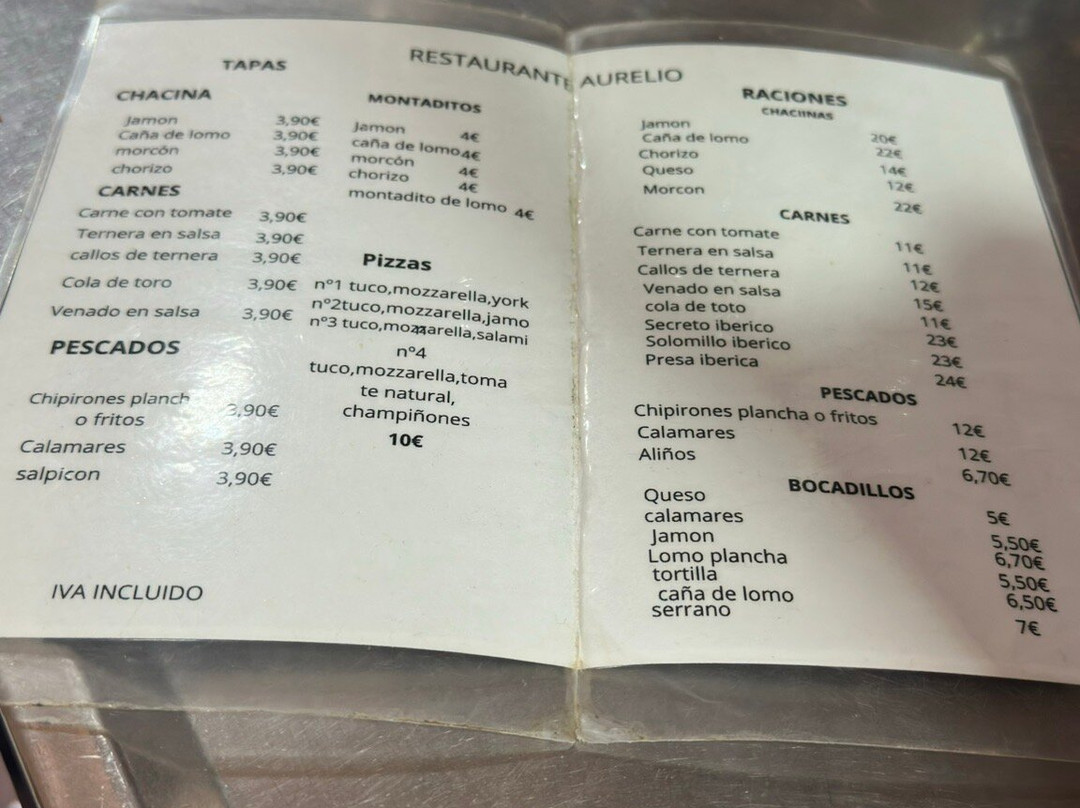 RESTAURANTE AURELIO
TAPAS
CHACINA
Jamon 3,90€
Caña de lomo 3,90€
morcón 3,90€
chorizo 3,90€
CARNES
Carne con tomate 3,90€
Ternera en salsa 3,90€
callos de ternera 3,90€
Cola de toro 3,90€
Venado en salsa 3,90€
PESCADOS
Chipirones planch
o fritos 3,90€
Calamares 3,90€
salpicon 3,90€
IVA INCLUIDO
MONTADITOS
Jamon 4€
caña de lomo 4€
morcón 4€
chorizo 4€
montadito de lomo 4€
Pizzas
nº1 tuco,mozzarella,york
nº2tuco,mozzarella,jamo
n
nº3 tuco,mozzarella,salami
nº4
tuco,mozzarella,toma
te natural,
champiñones
10€
RACIONES
CHACIINAS
Jamon 20€
Caña de lomo 22€
Chorizo 14€
Queso 12€
Morcon 22€
CARNES
Carne con tomate 11€
Ternera en salsa 11€
Callos de ternera 12€
Venado en salsa 15€
cola de toto 11€
Secreto iberico 23€
Solomillo iberico 23€
Presa iberica 24€
PESCADOS
Chipirones plancha o fritos 12€
Calamares 12€
Aliños 6,70€
BOCADILLOS
Queso 5€
calamares 5,50€
Jamon 6,70€
Lomo plancha 5,50€
tortilla 6,50€
caña de lomo 7€
serrano